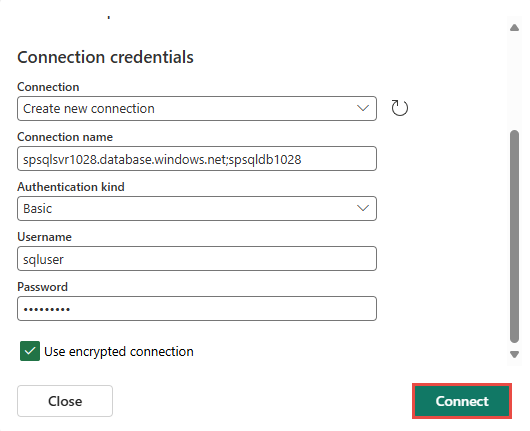 Connection credentials
Connection
Create new connection
Connection name
spsqlsvr1028.database.windows.net;spsqldb1028
Authentication kind
Basic
Username
sqluser
Password
•••••••••
Use encrypted connection
Close
Connect